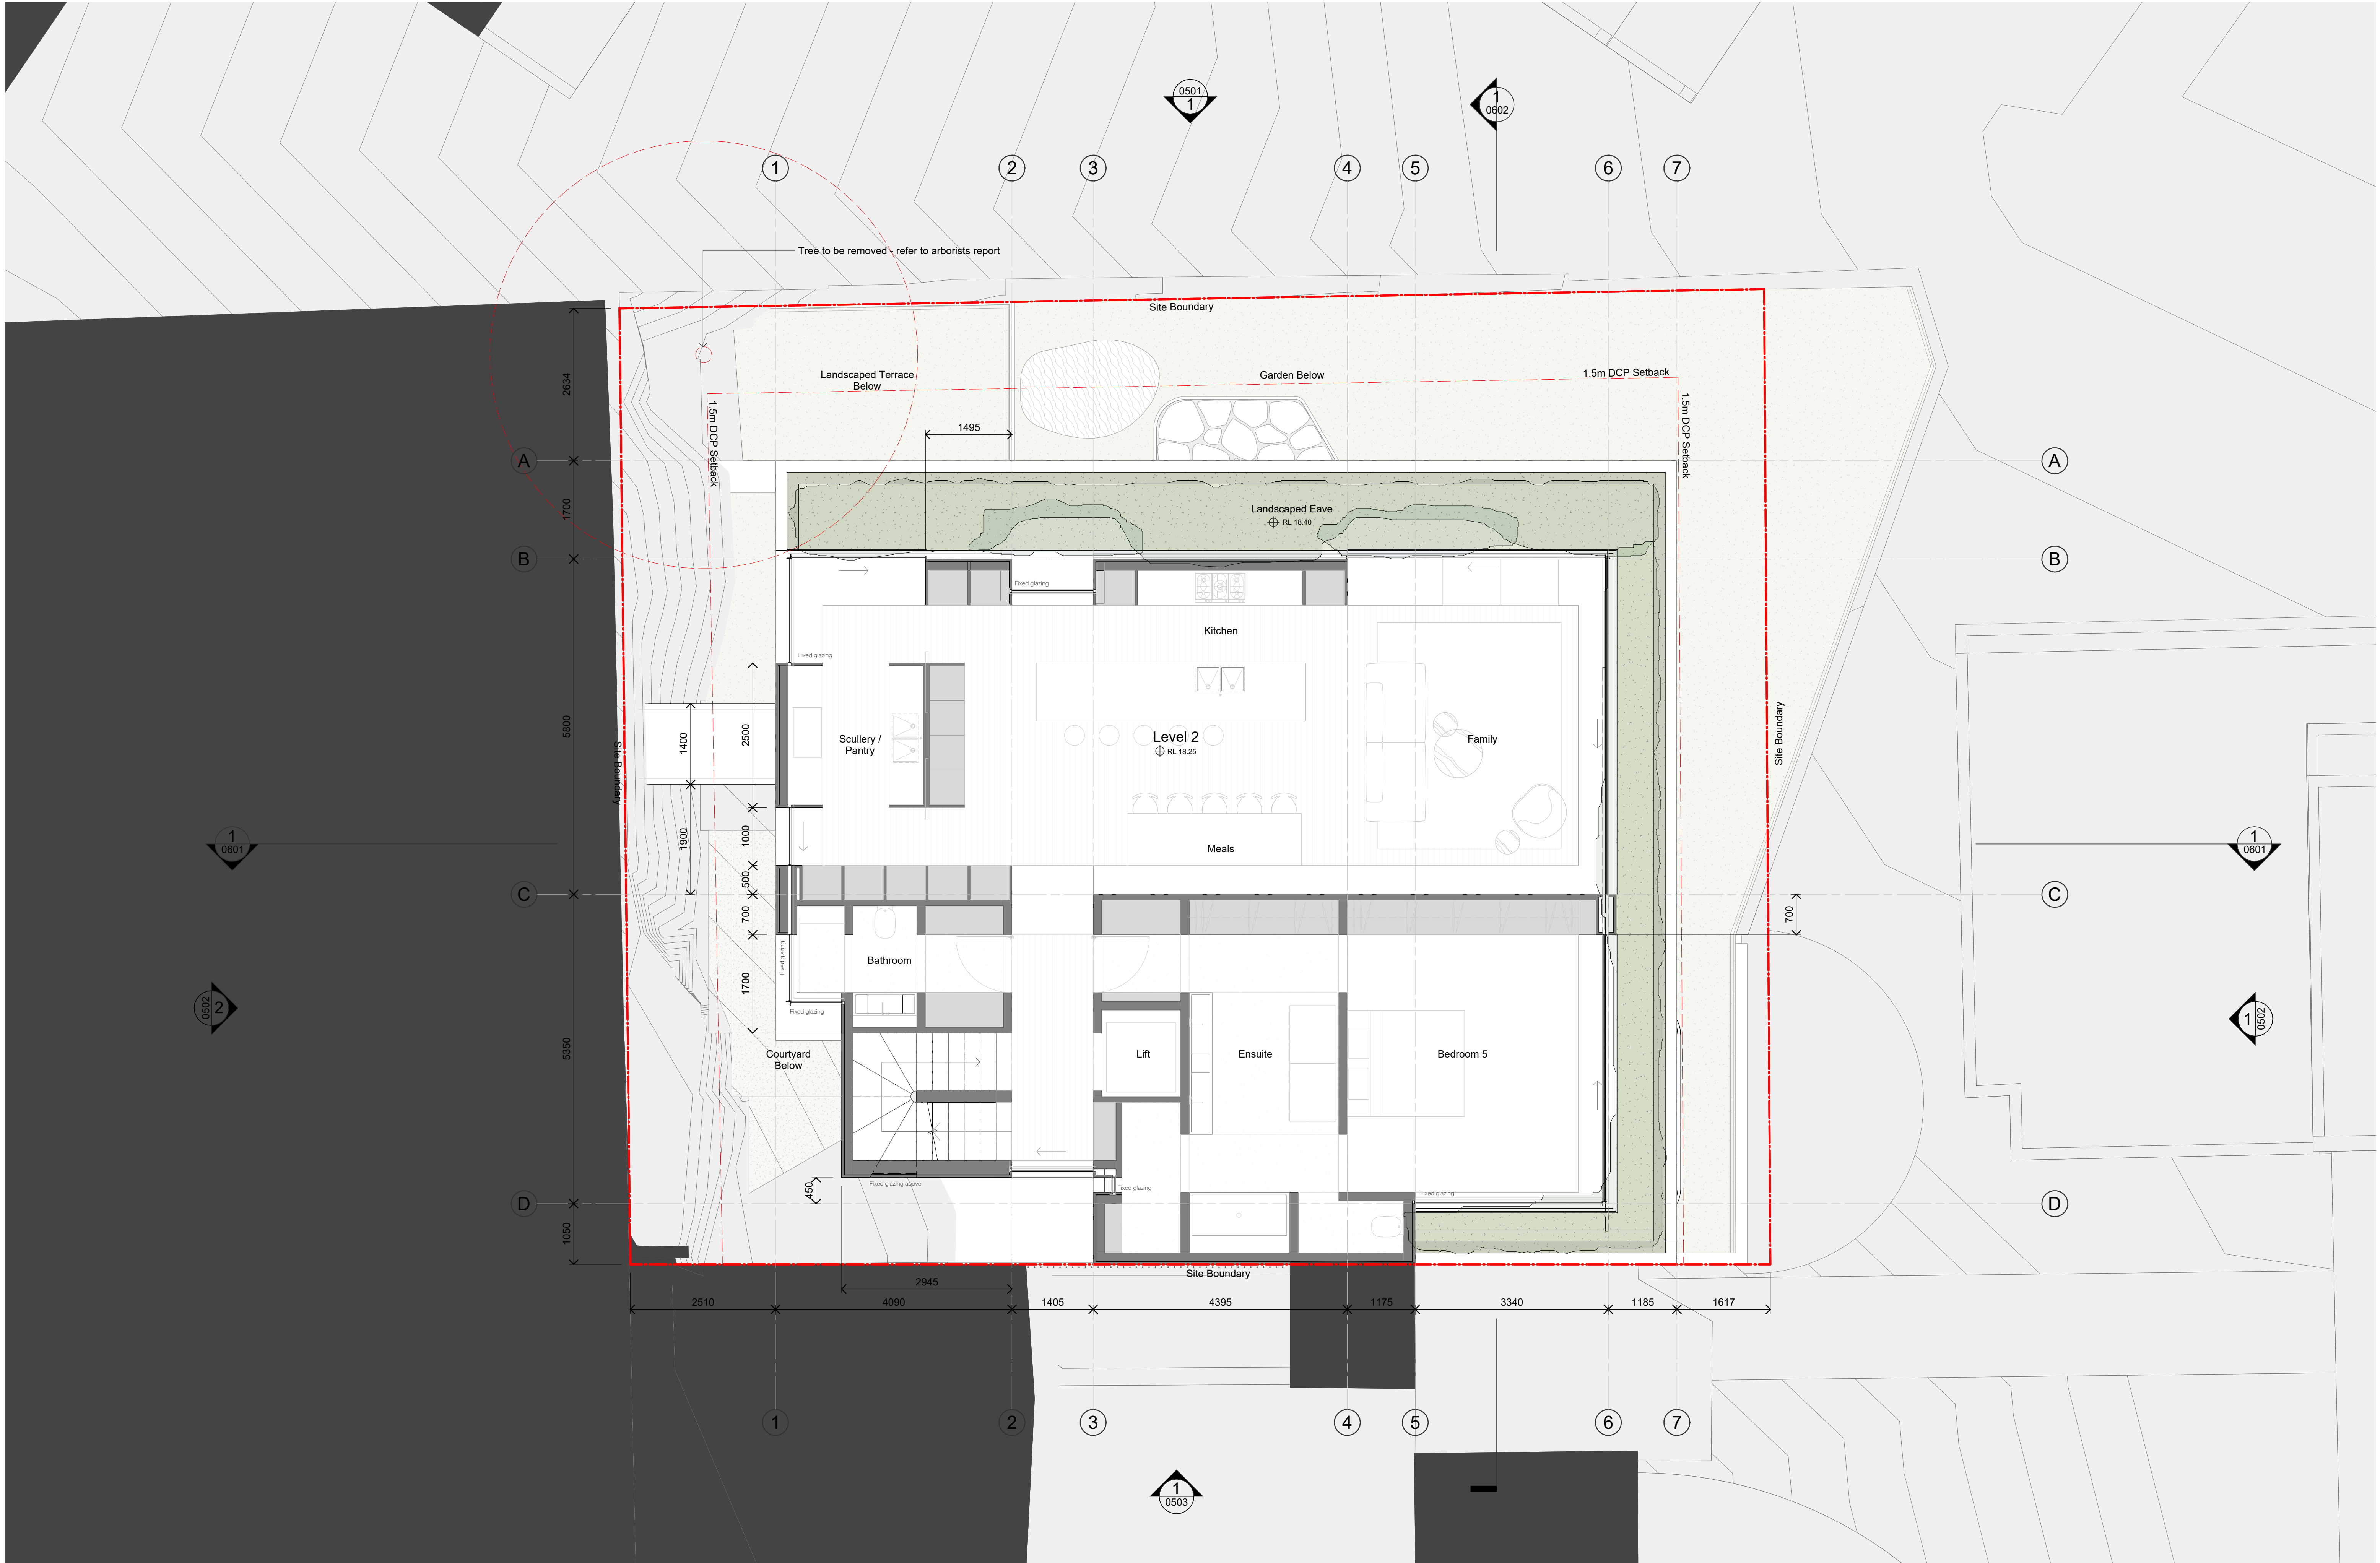 0501
1
1
0602
1
2
3
4
5
6
7
Tree to be removed - refer to arborists report
Site Boundary
Landscaped Terrace
Below
Garden Below
1.5m DCP Setback
1.5m DCP Setback
1.5m DCP Setback
2634
1495
A
A
1700
Landscaped Eave
RL 18.40
B
B
Fixed glazing
Kitchen
Fixed glazing
5800
1400
2500
Scullery /
Pantry
Level 2
RL 18.25
Family
Site Boundary
Site Boundary
1
0601
1900
1000
Meals
1
0601
500
C
C
700
700
Fixed glazing
Bathroom
1700
0502
2
1
0502
Fixed glazing
5350
Courtyard
Below
Lift
Ensuite
Bedroom 5
Fixed glazing above
Fixed glazing
Fixed glazing
450
D
D
1050
Site Boundary
2945
2510
4090
1405
4395
1175
3340
1185
1617
1
2
3
4
5
6
7
1
0503